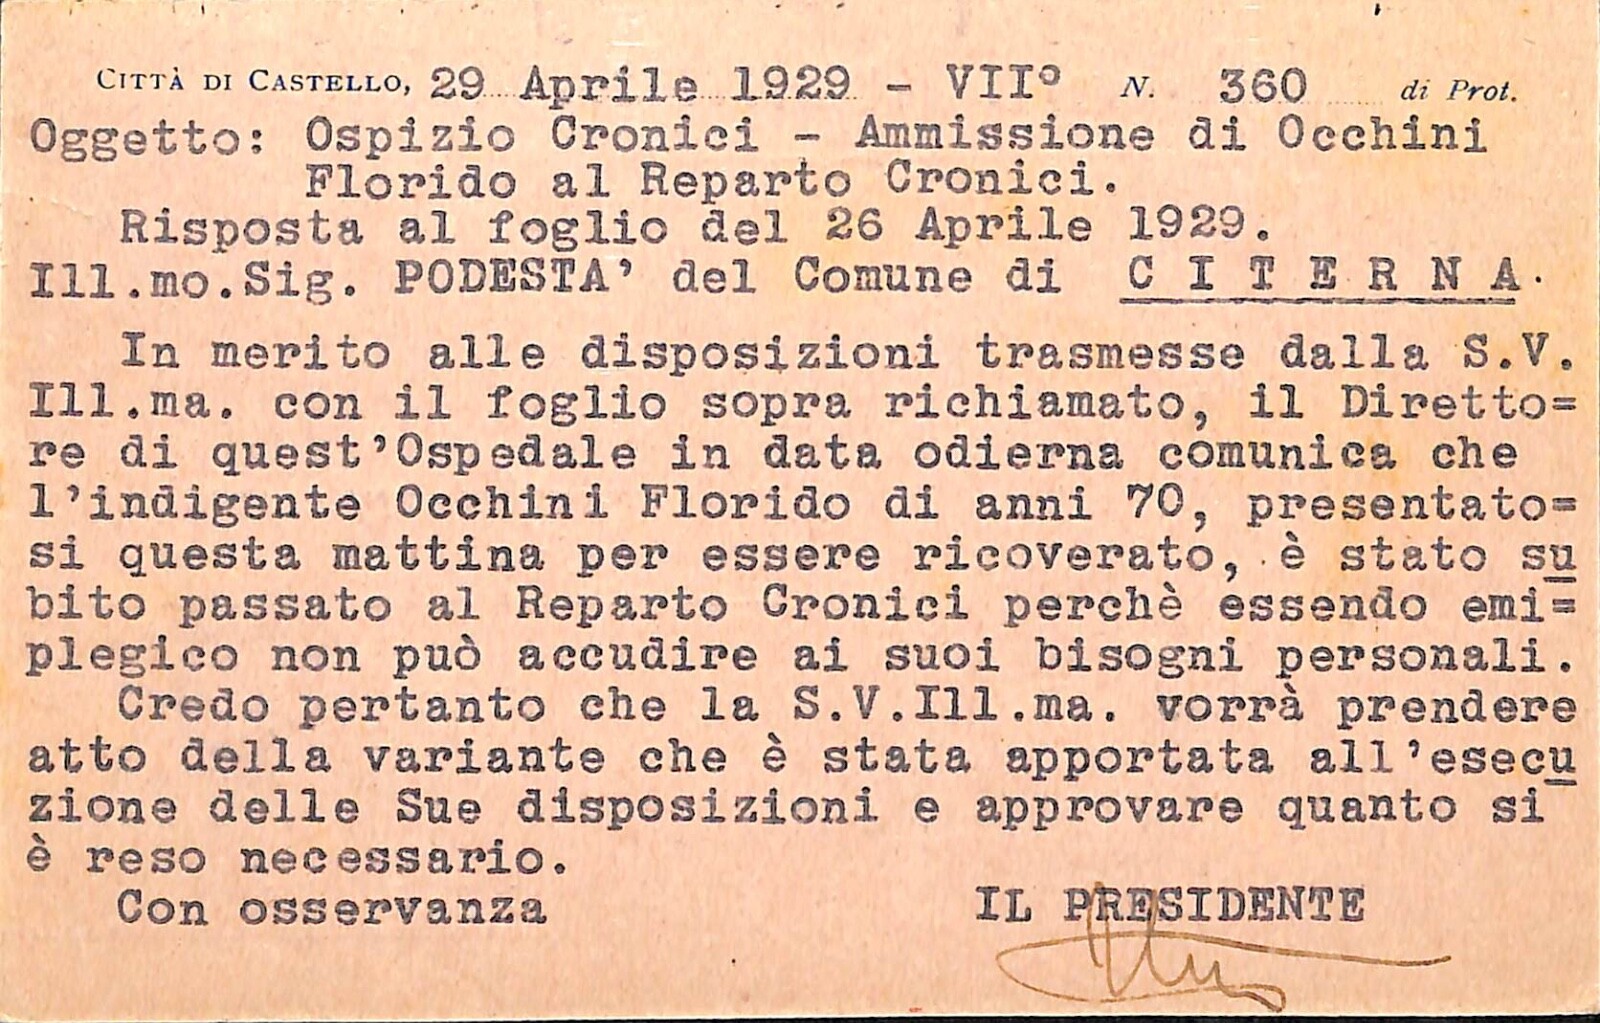 CITTÀ DI CASTELLO, 29 Aprile 1929 - VII° N. 360 di Prot.
Oggetto: Ospizio Cronici - Ammissione di Occhini
Florido al Reparto Cronici.
Risposta al foglio del 26 Aprile 1929.
Ill.mo.Sig. PODESTA' del Comune di C I T E R N A.
In merito alle disposizioni trasmesse dalla S.V.
Ill.ma. con il foglio sopra richiamato, il Diretto=
re di quest'Ospedale in data odierna comunica che
l'indigente Occhini Florido di anni 70, presentato=
si questa mattina per essere ricoverato, è stato su
bito passato al Reparto Cronici perchè essendo emi=
plegico non può accudire ai suoi bisogni personali.
Credo pertanto che la S.V.Ill.ma. vorrà prendere
atto della variante che è stata apportata all'esecu
zione delle Sue disposizioni e approvare quanto si
è reso necessario.
Con osservanza IL PRESIDENTE